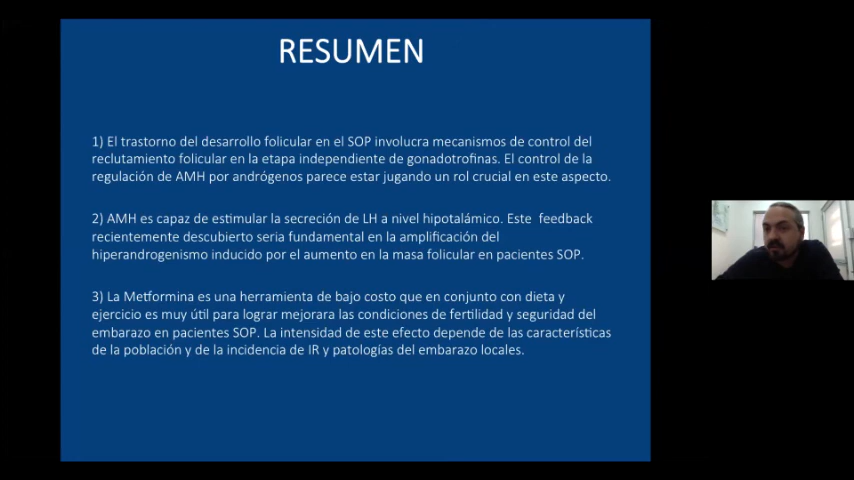 RESUMEN
1) El trastorno del desarrollo folicular en el SOP involucra mecanismos de control del
reclutamiento folicular en la etapa independiente de gonadotrofinas. El control de la
regulación de AMH por andrógenos parece estar jugando un rol crucial en este aspecto.
2) AMH es capaz de estimular la secreción de LH a nivel hipotalámico. Este feedback
recientemente descubierto seria fundamental en la amplificación del
hiperandrogenismo inducido por el aumento en la masa folicular en pacientes SOP.
3) La Metformina es una herramienta de bajo costo que en conjunto con dieta y
ejercicio es muy útil para lograr mejorara las condiciones de fertilidad y seguridad del
embarazo en pacientes SOP. La intensidad de este efecto depende de las características
de la población y de la incidencia de IR y patologías del embarazo locales.